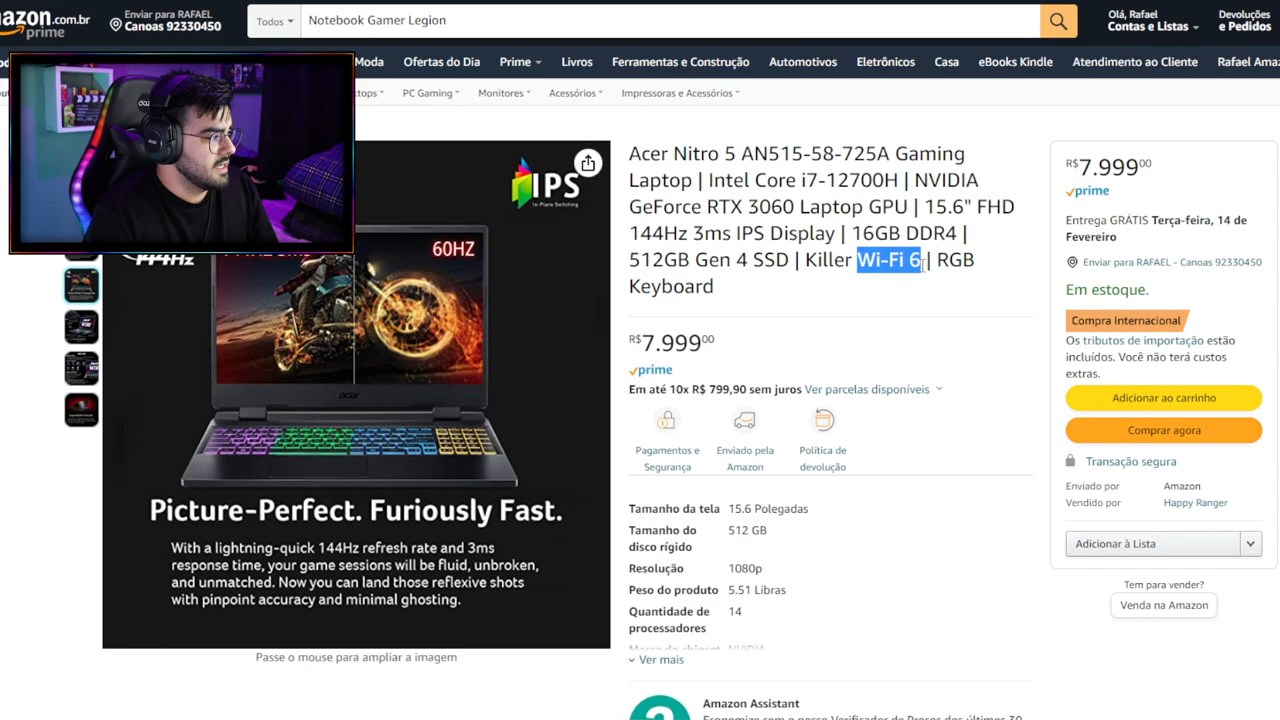 amazon.com.br
prime
Enviar para RAFAEL
Canoas 92330450
Todos
Notebook Gamer Legion
Olá, Rafael
Contas e Listas
Devoluções
e Pedidos
Moda
Ofertas do Dia
Prime
Livros
Ferramentas e Construção
Automotivos
Eletrônicos
Casa
eBooks Kindle
Atendimento ao Cliente
Rafael Amaz
PC Gaming
Monitores
Acessórios
Impressoras e Acessórios
IPS
In-Plane Switching
144HZ
60HZ
acer
Picture-Perfect. Furiously Fast.
With a lightning-quick 144Hz refresh rate and 3ms
response time, your game sessions will be fluid, unbroken,
and unmatched. Now you can land those reflexive shots
with pinpoint accuracy and minimal ghosting.
Passe o mouse para ampliar a imagem
Acer Nitro 5 AN515-58-725A Gaming
Laptop | Intel Core i7-12700H | NVIDIA
GeForce RTX 3060 Laptop GPU | 15.6" FHD
144Hz 3ms IPS Display | 16GB DDR4 |
512GB Gen 4 SSD | Killer Wi-Fi 6 | RGB
Keyboard
R$7.99900
prime
Em até 10x R$ 799,90 sem juros Ver parcelas disponíveis
Pagamentos e
Segurança
Enviado pela
Amazon
Política de
devolução
Tamanho da tela 15.6 Polegadas
Tamanho do
disco rígido
512 GB
Resolução 1080p
Peso do produto 5.51 Libras
Quantidade de
processadores
14
Marca do chipset NVIDIA
Ver mais
Amazon Assistant
R$7.99900
prime
Entrega GRÁTIS Terça-feira, 14 de
Fevereiro
Enviar para RAFAEL - Canoas 92330450
Em estoque.
Compra Internacional
Os tributos de importação estão
incluídos. Você não terá custos
extras.
Adicionar ao carrinho
Comprar agora
Transação segura
Enviado por Amazon
Vendido por Happy Ranger
Adicionar à Lista
Tem para vender?
Venda na Amazon